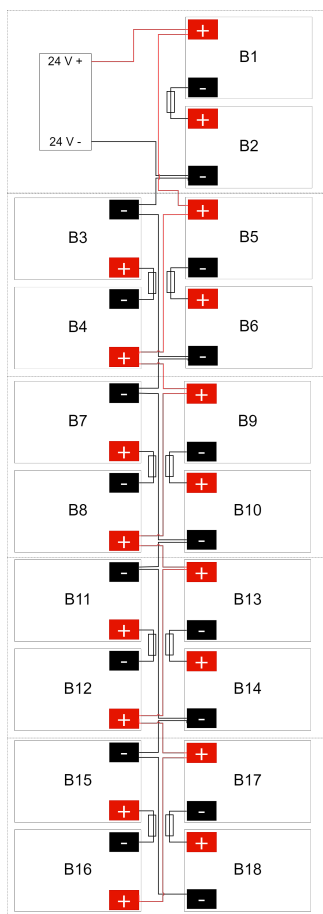 24 V +
+
B1
-
+
24 V -
B2
-
-
+
B3
B5
+
-
-
+
B4
B6
+
-
-
+
B7
B9
+
-
-
+
B8
B10
+
-
-
+
B11
B13
+
-
-
+
B12
B14
+
-
-
+
B15
B17
+
-
-
+
B16
B18
+
-